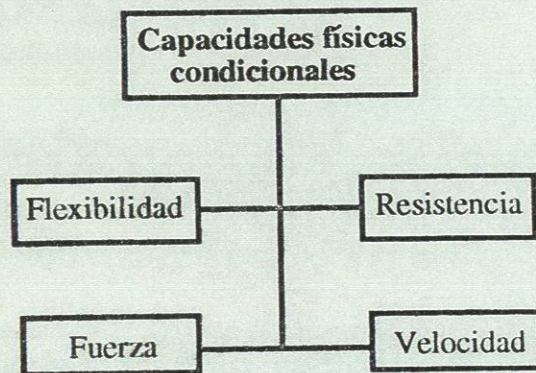 Capacidades físicas
condicionales
Flexibilidad
Resistencia
Fuerza
Velocidad